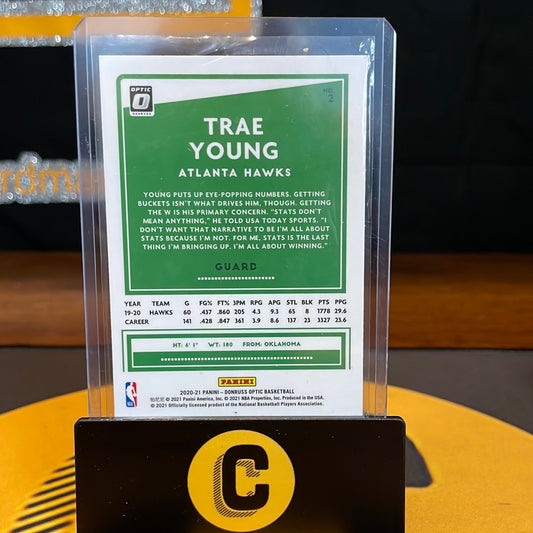 OPTIC
DONRUSS
NO.
2
TRAE
YOUNG
ATLANTA HAWKS
YOUNG PUTS UP EYE-POPPING NUMBERS. GETTING
BUCKETS ISN'T WHAT DRIVES HIM, THOUGH. GETTING
THE W IS HIS PRIMARY CONCERN. "STATS DON'T
MEAN ANYTHING," HE TOLD USA TODAY SPORTS. "I
DON'T WANT THAT NARRATIVE TO BE I'M ALL ABOUT
STATS BECAUSE I'M NOT. FOR ME, STATS IS THE LAST
THING I'M BRINGING UP. I'M ALL ABOUT WINNING."
GUARD
YEAR TEAM G FG% FT% 3PM RPG APG STL BLK PTS PPG
19-20 HAWKS 60 .437 .860 205 4.3 9.3 65 8 1778 29.6
CAREER 141 .428 .847 361 3.9 8.6 137 23 3327 23.6
HT: 6' 1" WT: 180 FROM: OKLAHOMA
PANINI
2020-21 PANINI – DONRUSS OPTIC BASKETBALL
帕尼尼 © 2021 Panini America, Inc. © 2021 NBA Properties, Inc. Produced in the USA.
© 2021 Officially licensed product of the National Basketball Players Association.
NBA
rdma
C